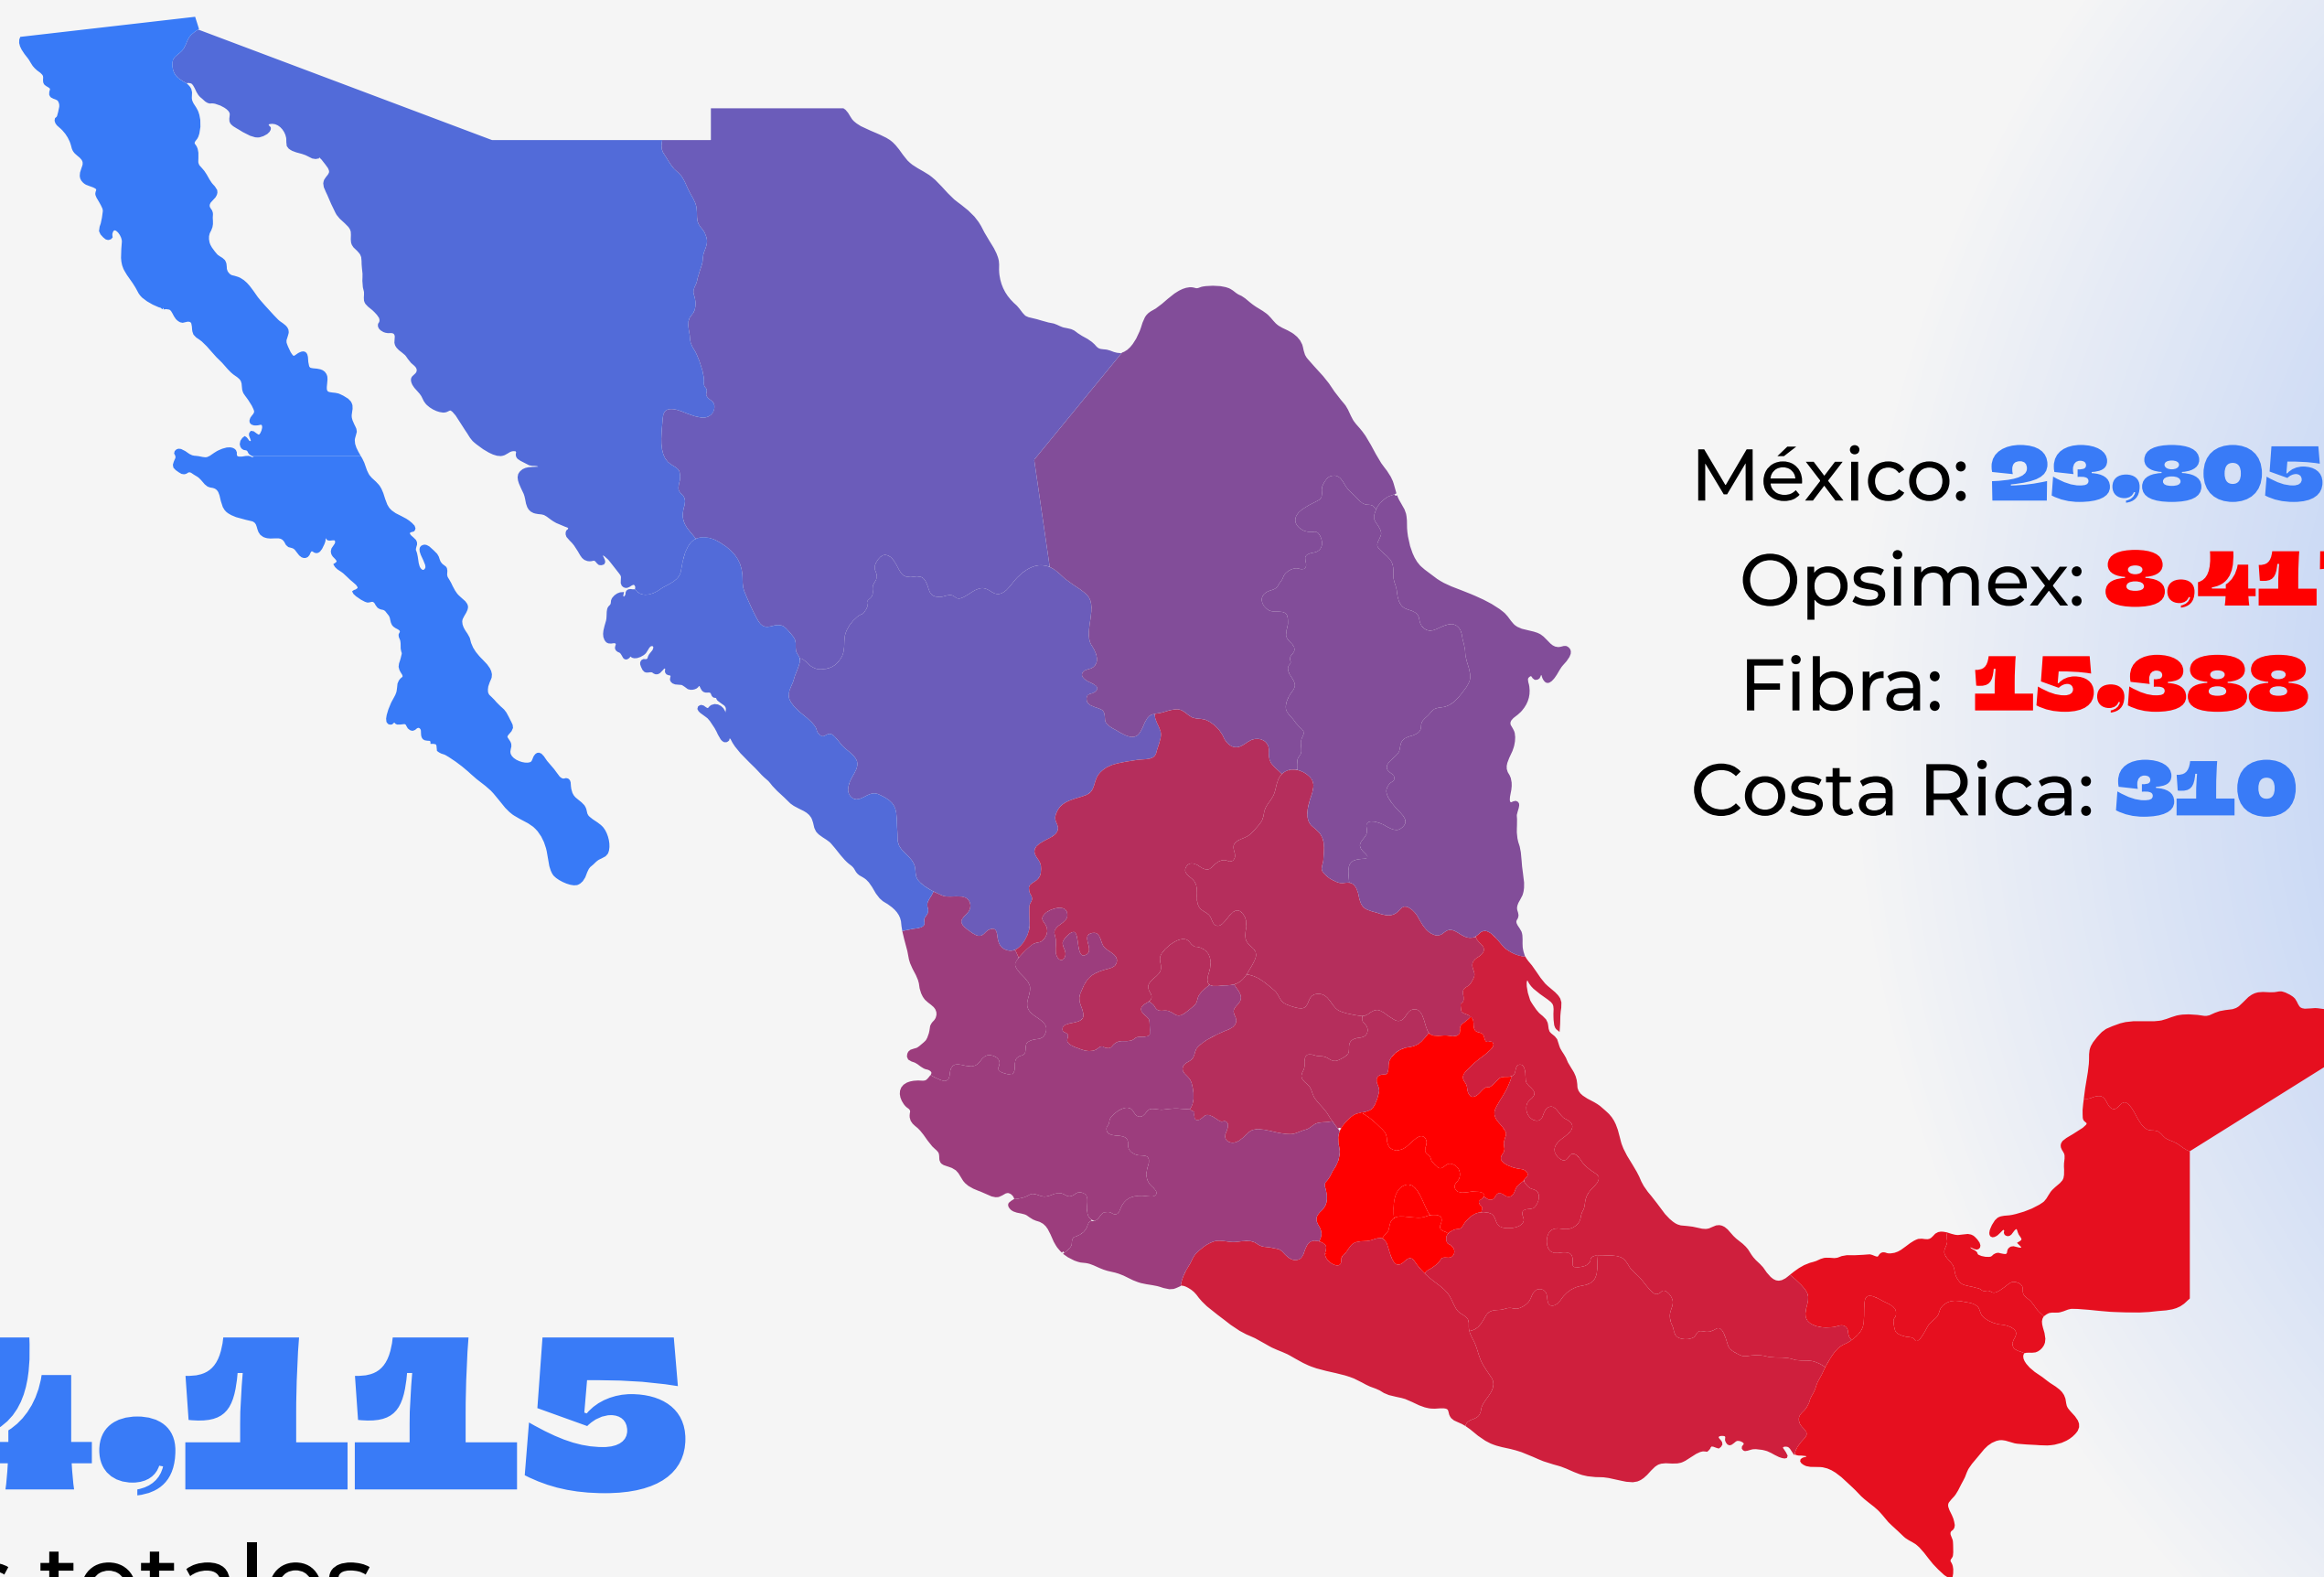 México: 23,805
Opsimex: 8,41
Fibra: 15,388
Costa Rica: 310
4,115
s totales